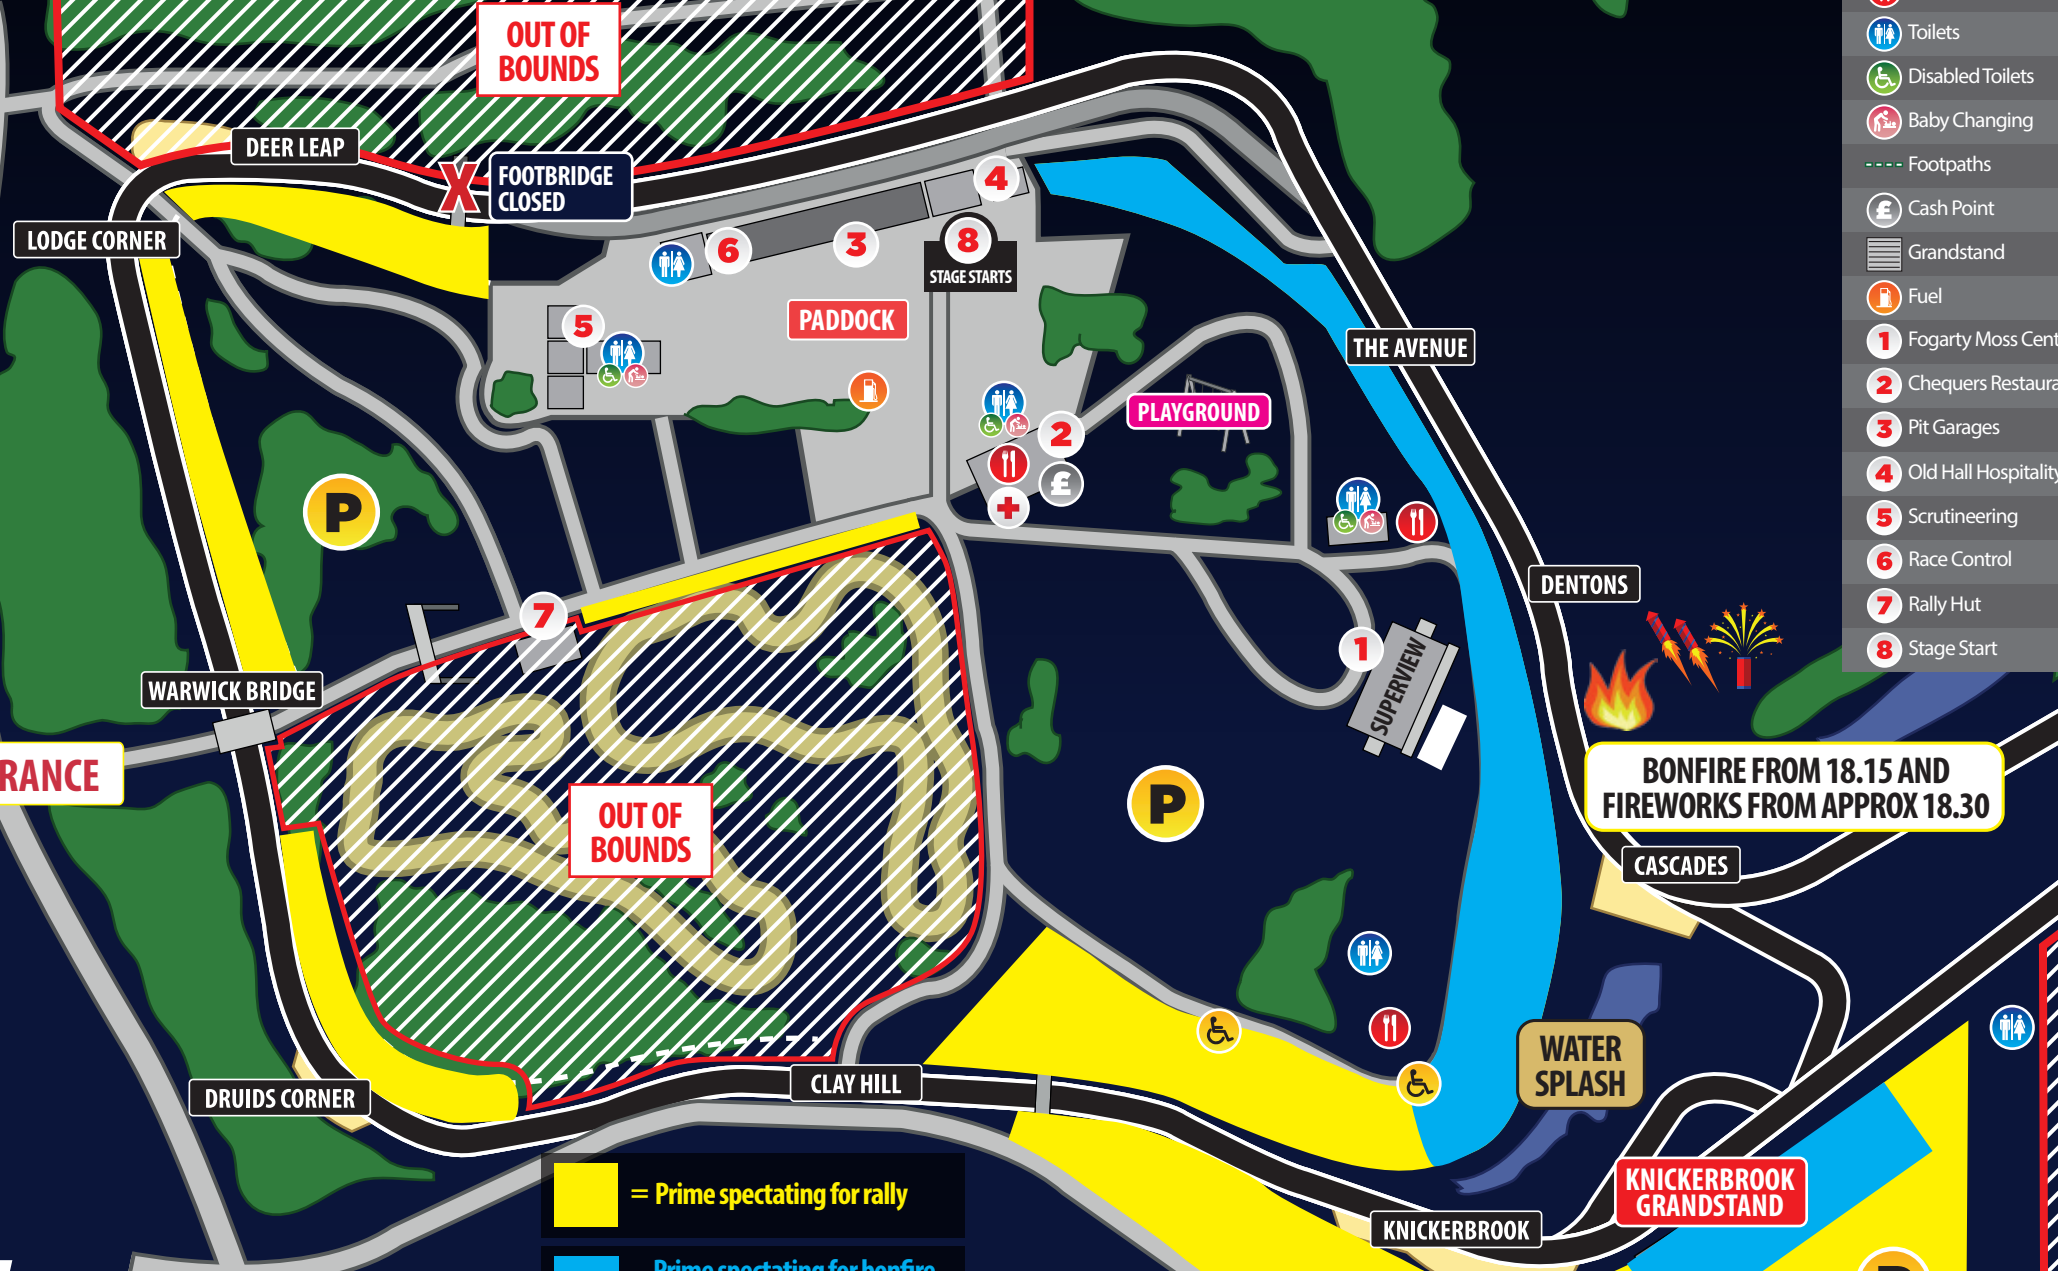 OUT OF
BOUNDS
DEER LEAP
X
FOOTBRIDGE
CLOSED
LODGE CORNER
4
6
3
8
STAGE STARTS
5
PADDOCK
THE AVENUE
PLAYGROUND
2
£
P
7
DENTONS
1
SUPERVIEW
WARWICK BRIDGE
RANCE
BONFIRE FROM 18.15 AND
FIREWORKS FROM APPROX 18.30
P
OUT OF
BOUNDS
CASCADES
WATER
SPLASH
DRUIDS CORNER
CLAY HILL
KNICKERBROOK
GRANDSTAND
KNICKERBROOK
= Prime spectating for rally
Prime spectating for bonfire
Toilets
Disabled Toilets
Baby Changing
Footpaths
£ Cash Point
Grandstand
Fuel
1 Fogarty Moss Cent
2 Chequers Restaura
3 Pit Garages
4 Old Hall Hospitality
5 Scrutineering
6 Race Control
7 Rally Hut
8 Stage Start